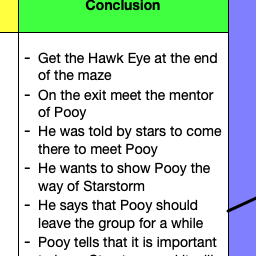 Conclusion
- Get the Hawk Eye at the end
of the maze
- On the exit meet the mentor
of Pooy
- He was told by stars to come
there to meet Pooy
- He wants to show Pooy the
way of Starstorm
- He says that Pooy should
leave the group for a while
- Pooy tells that it is important